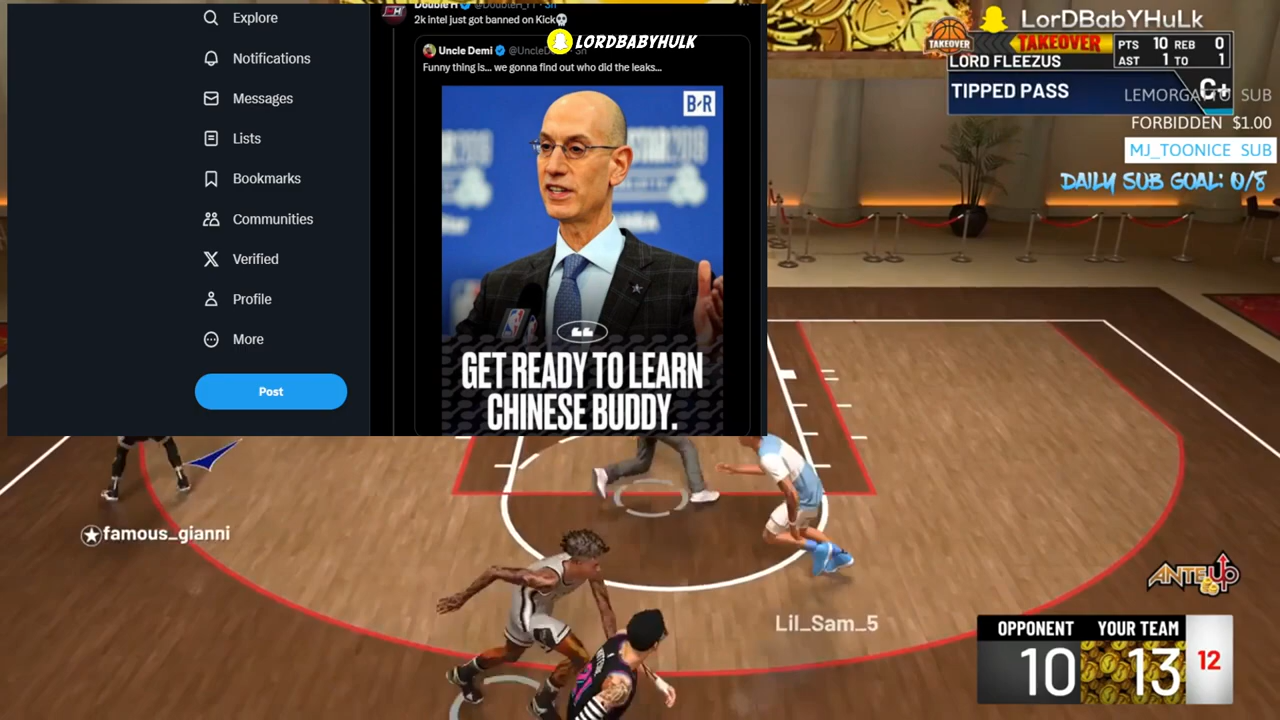 Explore
Notifications
Messages
Lists
Bookmarks
Communities
Verified
Profile
More
Post
2k intel just got banned on Kick💀
Uncle Demi
Funny thing is... we gonna find out who did the leaks...
LORDBABYHULK
B/R
GET READY TO LEARN
CHINESE BUDDY.
LorDBabYHuLk
TAKEOVER
TAKEOVER
PTS 10 REB 0
AST 1 TO 1
LORD FLEEZUS
TIPPED PASS
C+
SUB
FORBIDDEN $1.00
MJ_TOONICE SUB
DAILY SUB GOAL: 0/8
famous_gianni
Lil_Sam_5
ANTE UP
OPPONENT YOUR TEAM
10 13 12